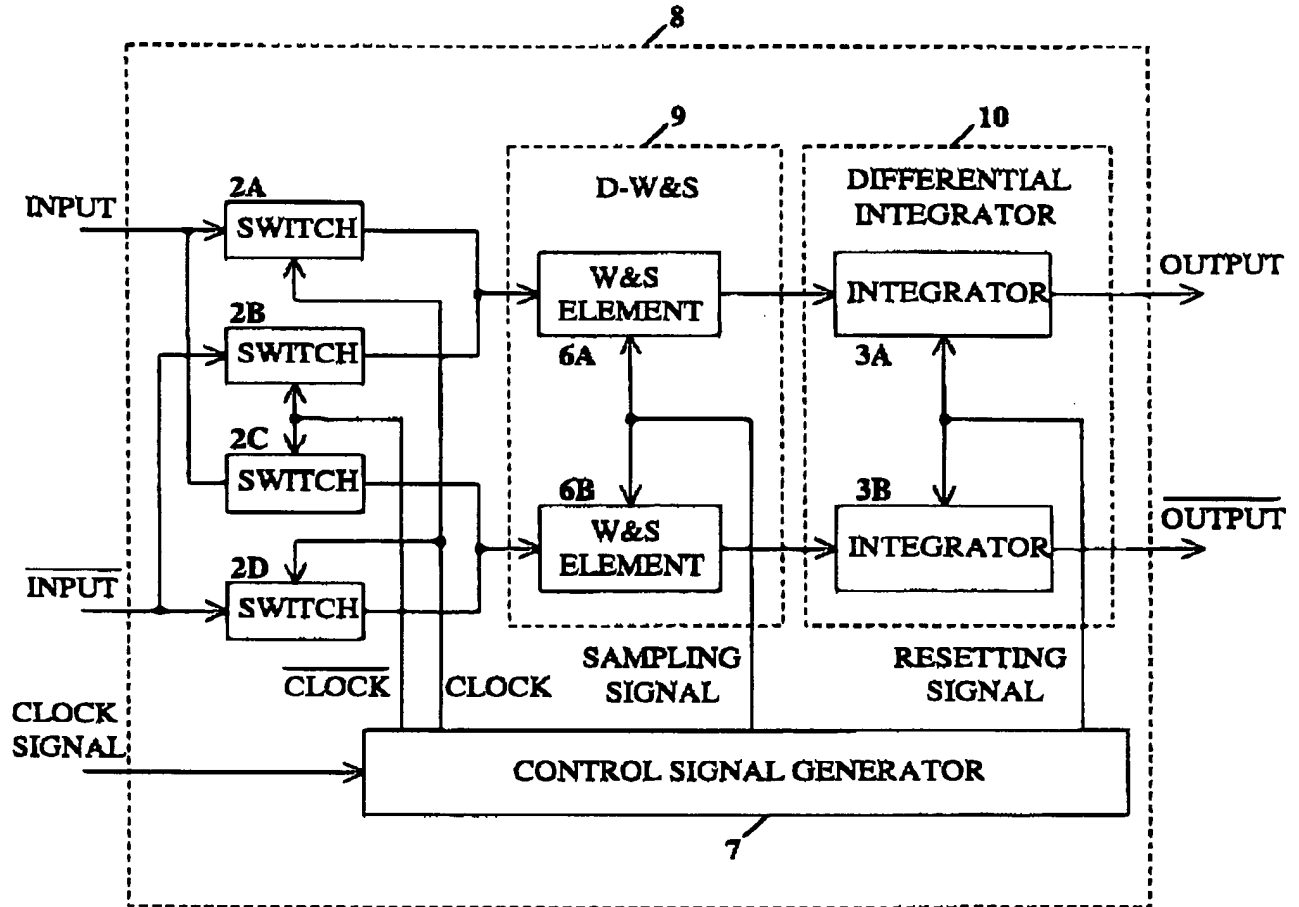 8
9
10
D-W&S
DIFFERENTIAL
INTEGRATOR
INPUT
2A
SWITCH
W&S
ELEMENT
6A
INTEGRATOR
3A
OUTPUT
2B
SWITCH
2C
SWITCH
6B
W&S
ELEMENT
3B
INTEGRATOR
OUTPUT
INPUT
2D
SWITCH
CLOCK
CLOCK
SAMPLING
SIGNAL
RESETTING
SIGNAL
CLOCK
SIGNAL
CONTROL SIGNAL GENERATOR
7